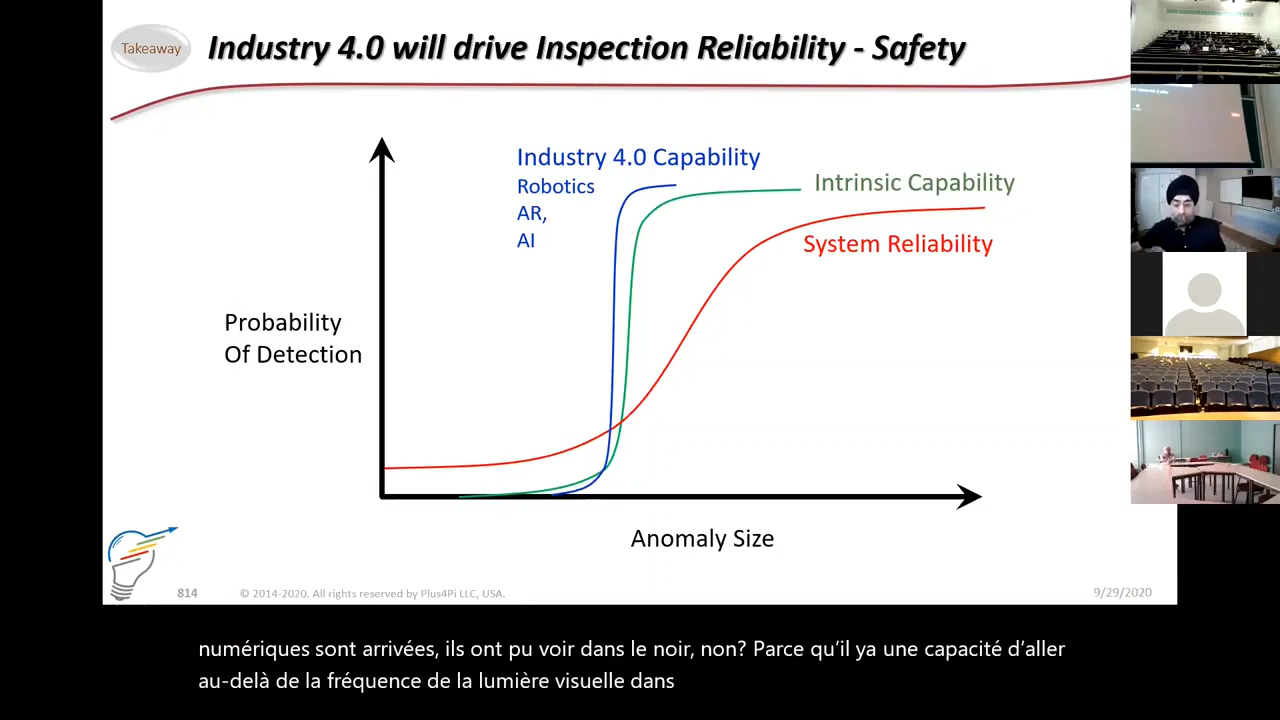 Takeaway
Industry 4.0 will drive Inspection Reliability - Safety
Industry 4.0 Capability
Robotics
AR,
AI
Intrinsic Capability
System Reliability
Probability
Of Detection
Anomaly Size
814
© 2014-2020. All rights reserved by Plus4Pi LLC, USA.
9/29/2020
numériques sont arrivées, ils ont pu voir dans le noir, non? Parce qu'il ya une capacité d'aller
au-delà de la fréquence de la lumière visuelle dans